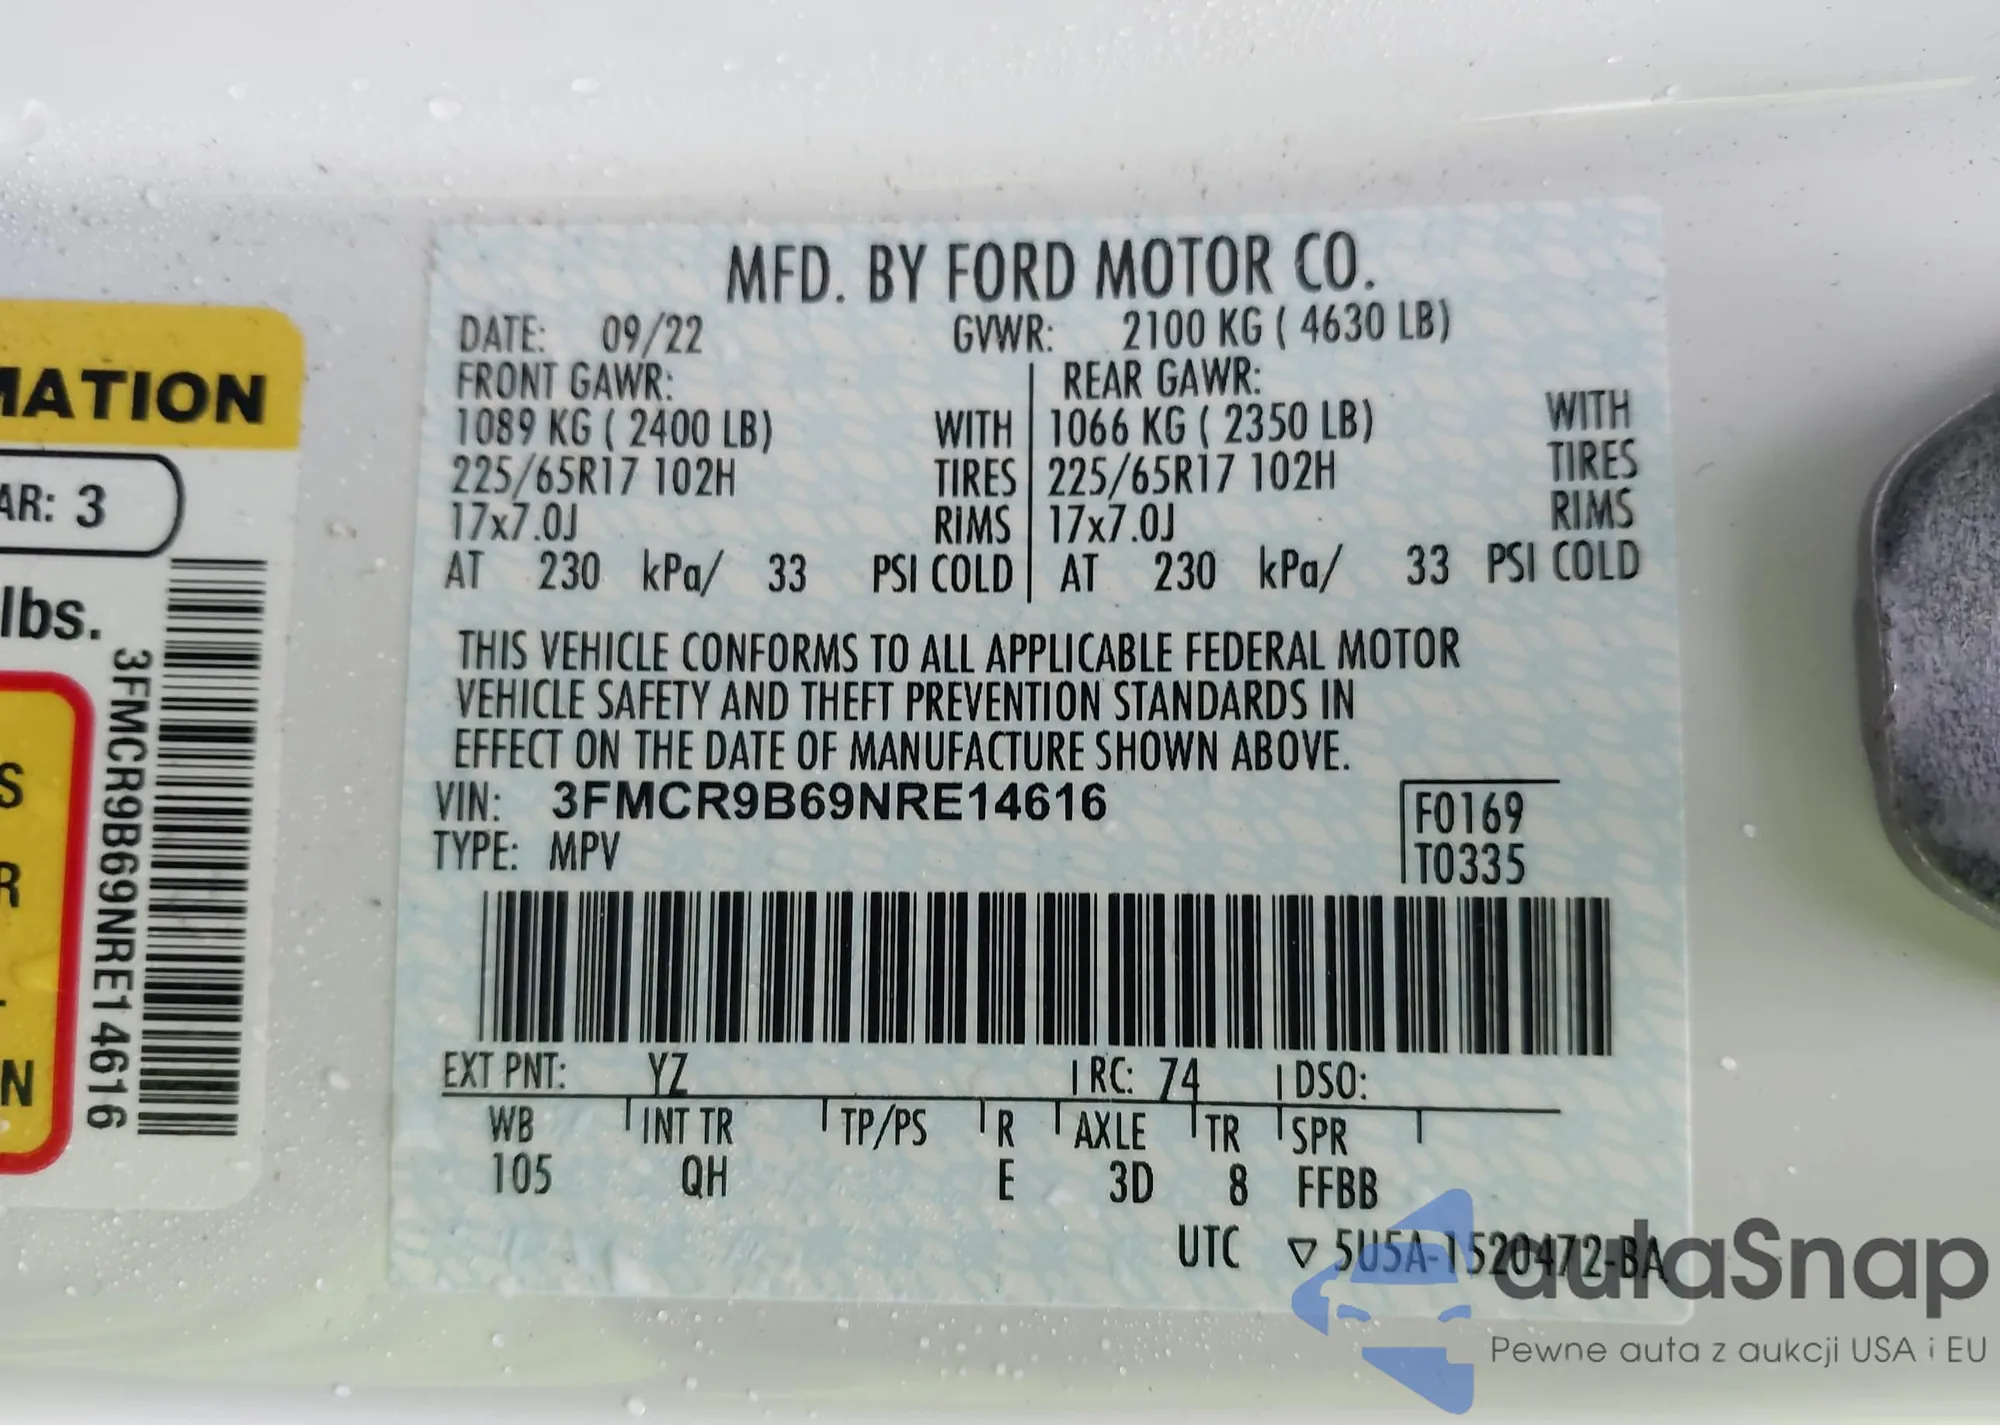 MATION
AR: 3
lbs.
S
R
N
3FMCR9B69NRE14616
MFD. BY FORD MOTOR CO.
DATE: 09/22 GVWR: 2100 KG ( 4630 LB)
FRONT GAWR: REAR GAWR:
1089 KG ( 2400 LB) WITH 1066 KG ( 2350 LB) WITH
225/65R17 102H TIRES 225/65R17 102H TIRES
17x7.0J RIMS 17x7.0J RIMS
AT 230 kPa/ 33 PSI COLD AT 230 kPa/ 33 PSI COLD
THIS VEHICLE CONFORMS TO ALL APPLICABLE FEDERAL MOTOR
VEHICLE SAFETY AND THEFT PREVENTION STANDARDS IN
EFFECT ON THE DATE OF MANUFACTURE SHOWN ABOVE.
VIN: 3FMCR9B69NRE14616 F0169
TYPE: MPV T0335
EXT PNT: YZ RC: 74 DSO:
WB INT TR TP/PS R AXLE TR SPR
105 QH E 3D 8 FFBB
UTC ▽ 5U5A-1520472-BA
autaSnap
Pewne auta z aukcji USA i EU